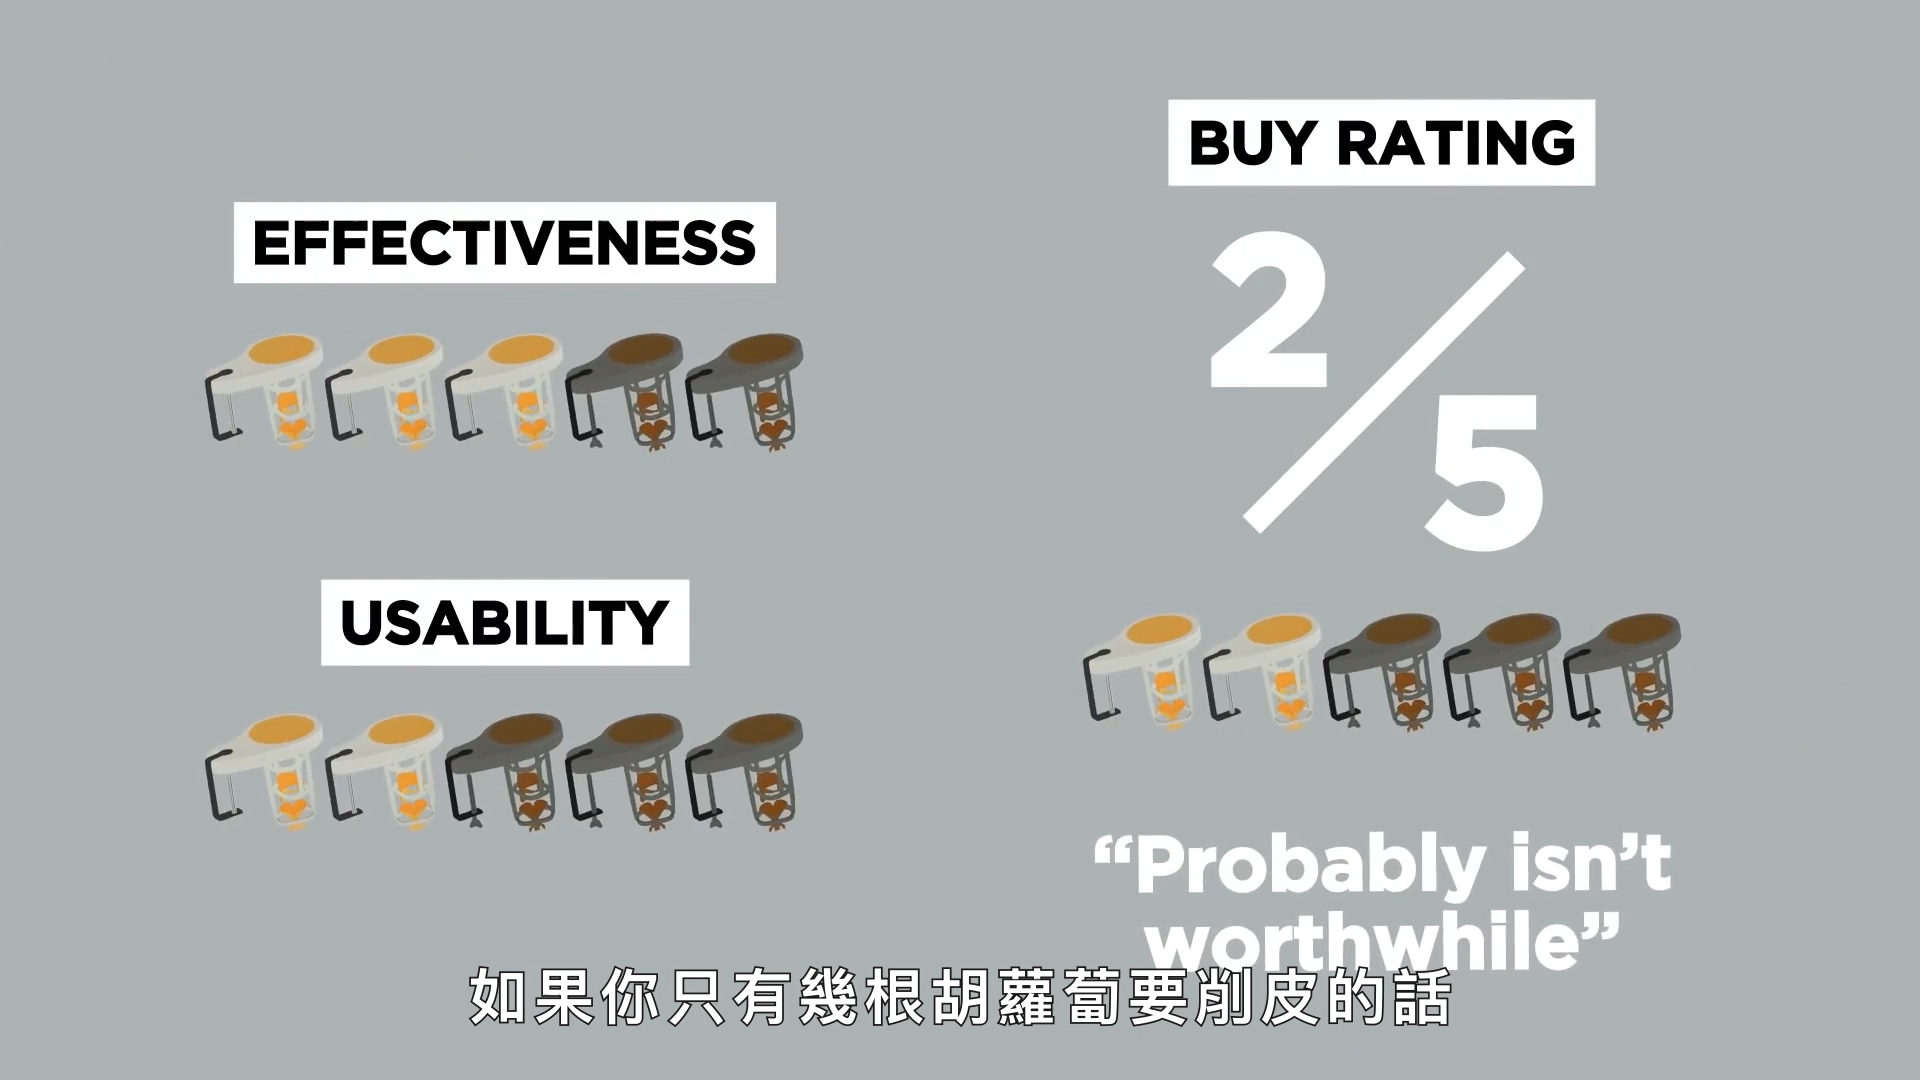 EFFECTIVENESS
USABILITY
BUY RATING
2/5
“Probably isn’t
worthwhile”
如果你只有幾根胡蘿蔔要削皮的話